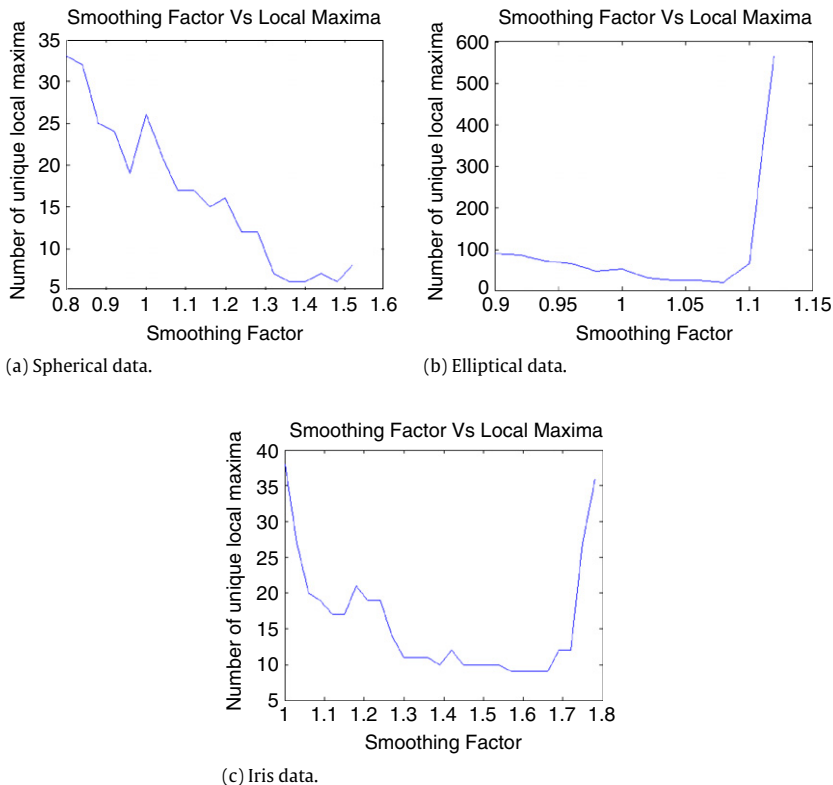 Smoothing Factor Vs Local Maxima
Number of unique local maxima
35
30
25
20
15
10
5
0.8 0.9 1 1.1 1.2 1.3 1.4 1.5 1.6
Smoothing Factor
(a) Spherical data.
Smoothing Factor Vs Local Maxima
Number of unique local maxima
600
500
400
300
200
100
0
0.9 0.95 1 1.05 1.1 1.15
Smoothing Factor
(b) Elliptical data.
Smoothing Factor Vs Local Maxima
Number of unique local maxima
40
35
30
25
20
15
10
5
1 1.1 1.2 1.3 1.4 1.5 1.6 1.7 1.8
Smoothing Factor
(c) Iris data.